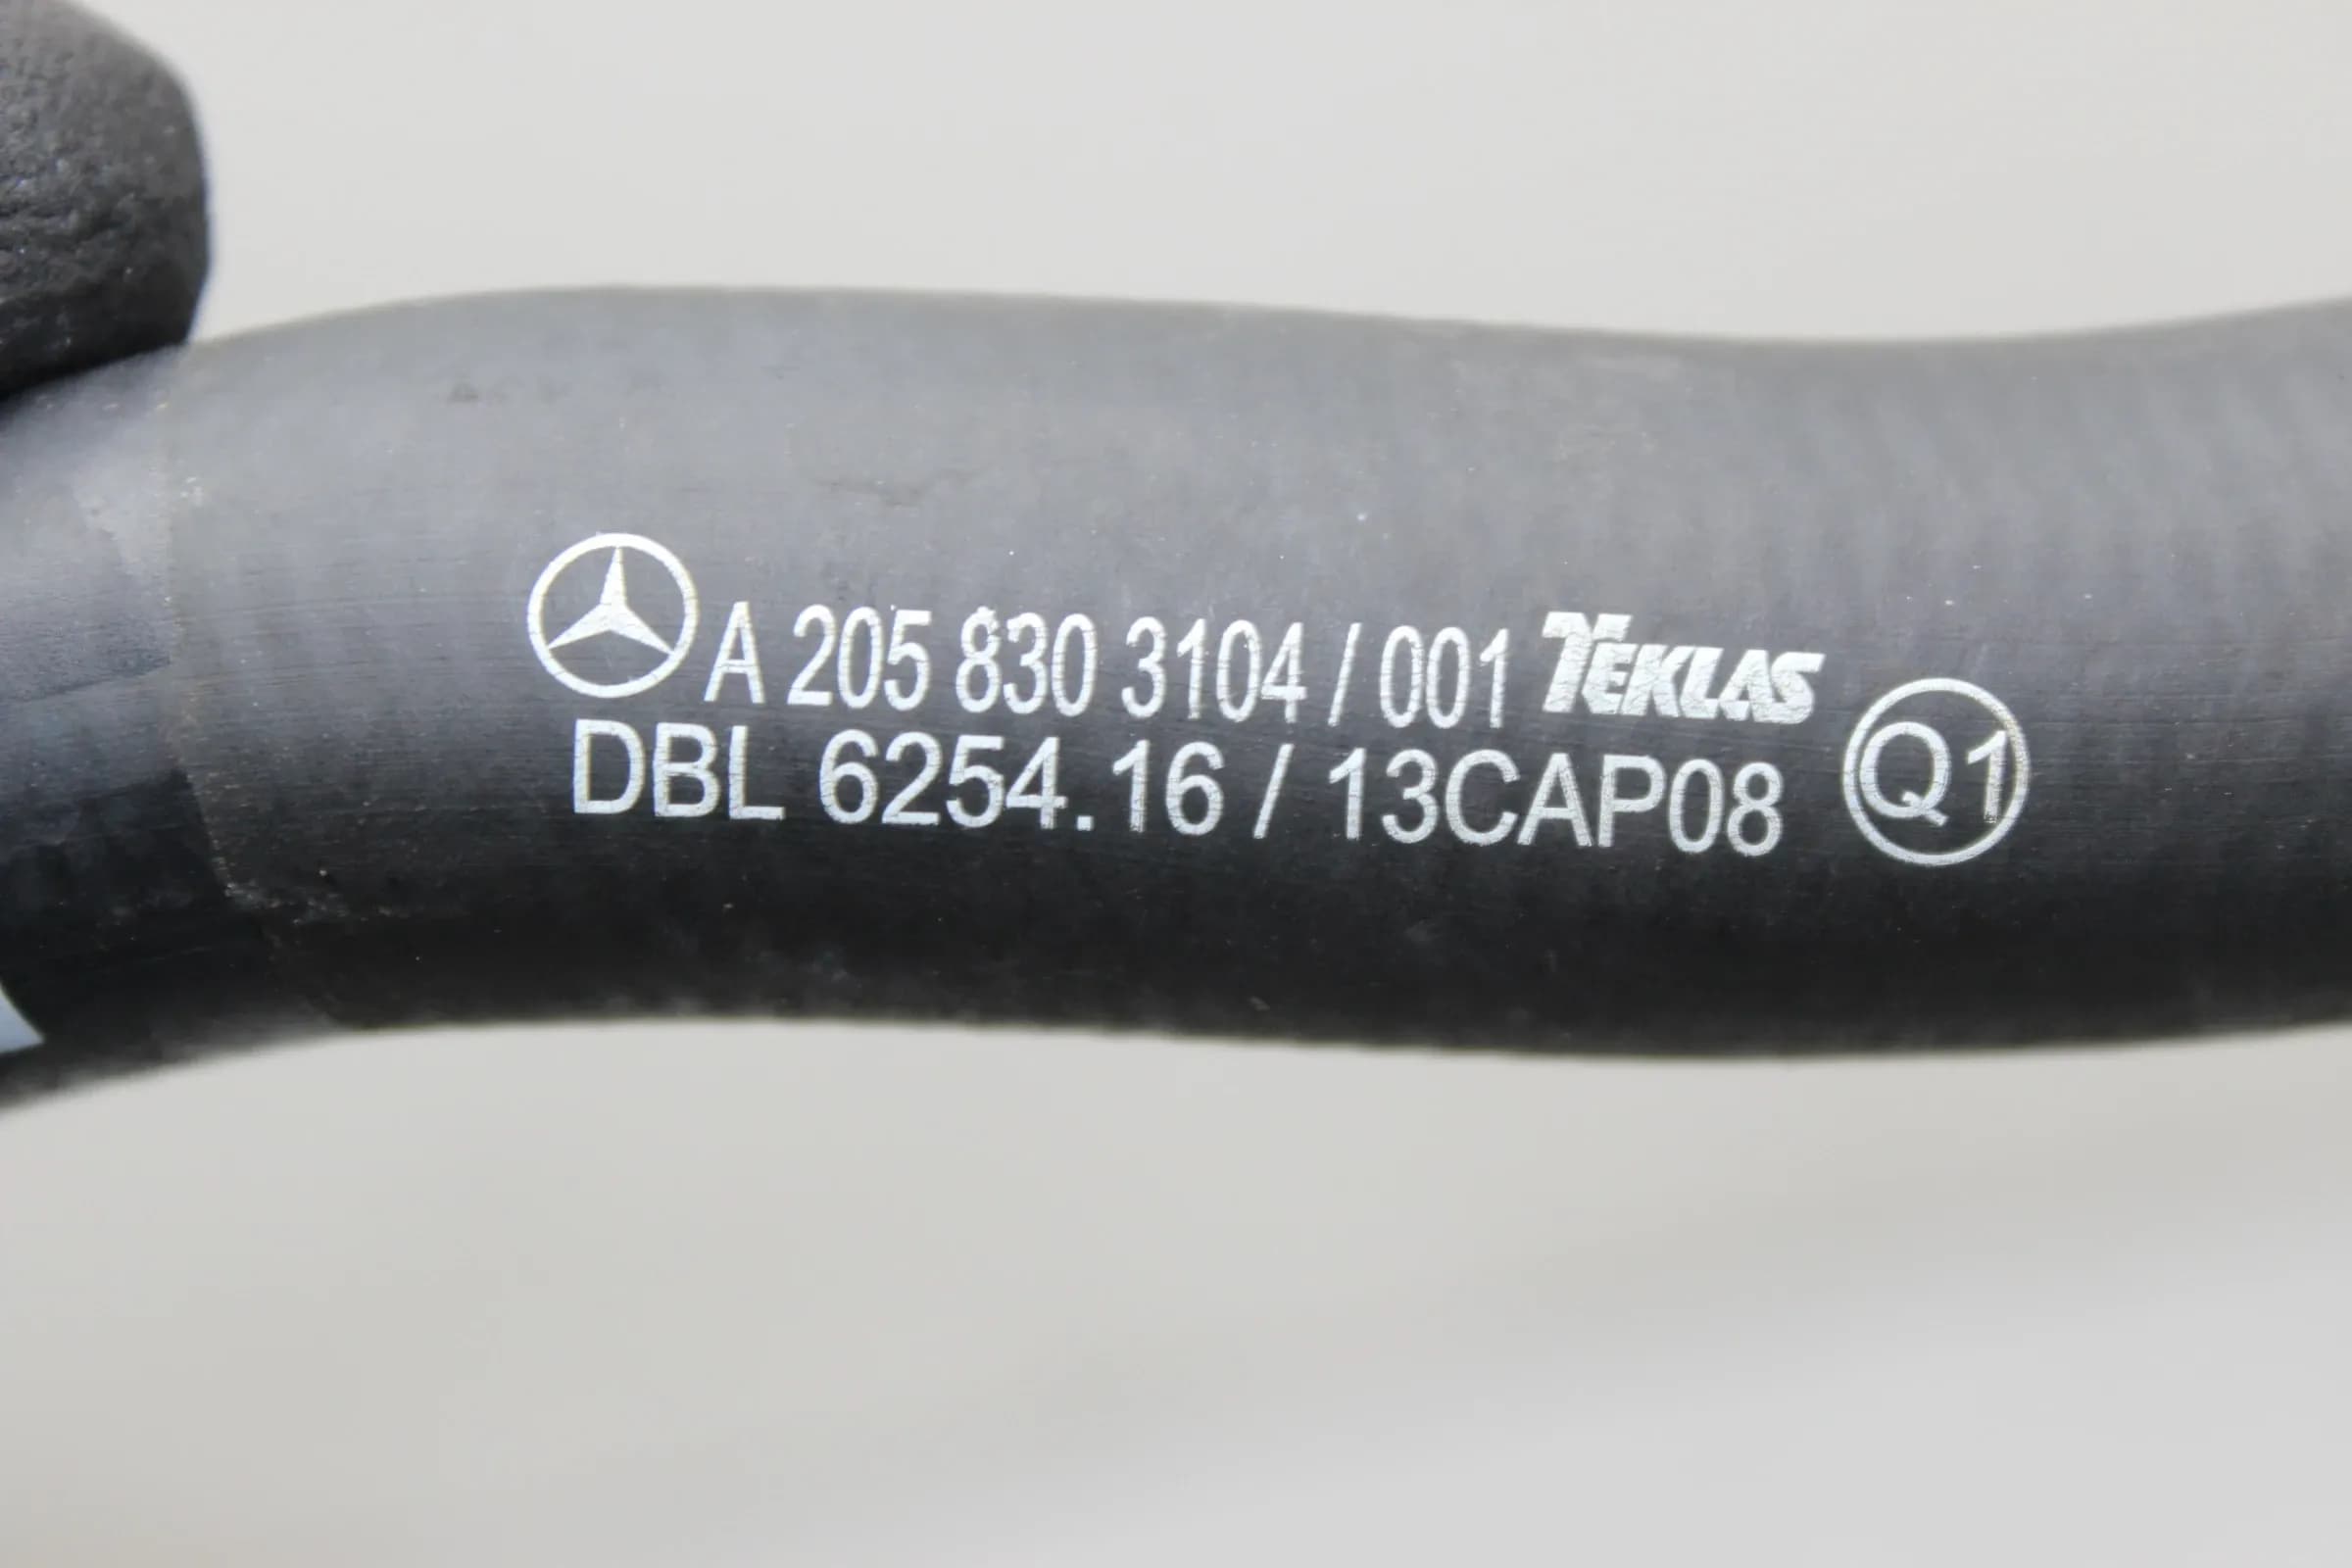 A 205 830 3104 / 001 TEKLAS
DBL 6254.16 / 13CAP08 Q1